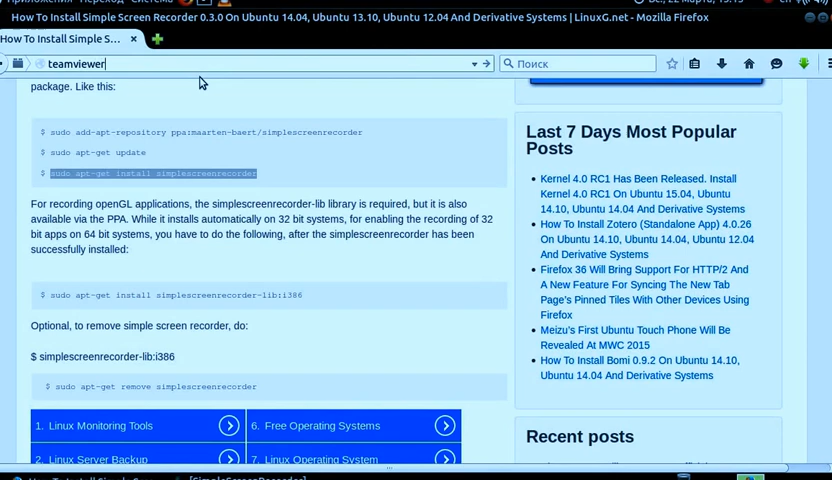 How To Install Simple Screen Recorder 0.3.0 On Ubuntu 14.04, Ubuntu 13.10, Ubuntu 12.04 And Derivative Systems | LinuxG.net - Mozilla Firefox
How To Install Simple S...
teamviewer
Поиск
package. Like this:
$ sudo add-apt-repository ppa:maarten-baert/simplescreenrecorder
$ sudo apt-get update
$ sudo apt-get install simplescreenrecorder
For recording openGL applications, the simplescreenrecorder-lib library is required, but it is also
available via the PPA. While it installs automatically on 32 bit systems, for enabling the recording of 32
bit apps on 64 bit systems, you have to do the following, after the simplescreenrecorder has been
successfully installed:
$ sudo apt-get install simplescreenrecorder-lib:i386
Optional, to remove simple screen recorder, do:
$ simplescreenrecorder-lib:i386
$ sudo apt-get remove simplescreenrecorder
1. Linux Monitoring Tools
6. Free Operating Systems
2. Linux Server Backup
7. Linux Operating System
Last 7 Days Most Popular
Posts
Kernel 4.0 RC1 Has Been Released. Install
Kernel 4.0 RC1 On Ubuntu 15.04, Ubuntu
14.10, Ubuntu 14.04 And Derivative Systems
How To Install Zotero (Standalone App) 4.0.26
On Ubuntu 14.10, Ubuntu 14.04, Ubuntu 12.04
And Derivative Systems
Firefox 36 Will Bring Support For HTTP/2 And
A New Feature For Syncing The New Tab
Page's Pinned Tiles With Other Devices Using
Firefox
Meizu's First Ubuntu Touch Phone Will Be
Revealed At MWC 2015
How To Install Bomi 0.9.2 On Ubuntu 14.10,
Ubuntu 14.04 And Derivative Systems
Recent posts
[SimpleScreenRecorder]